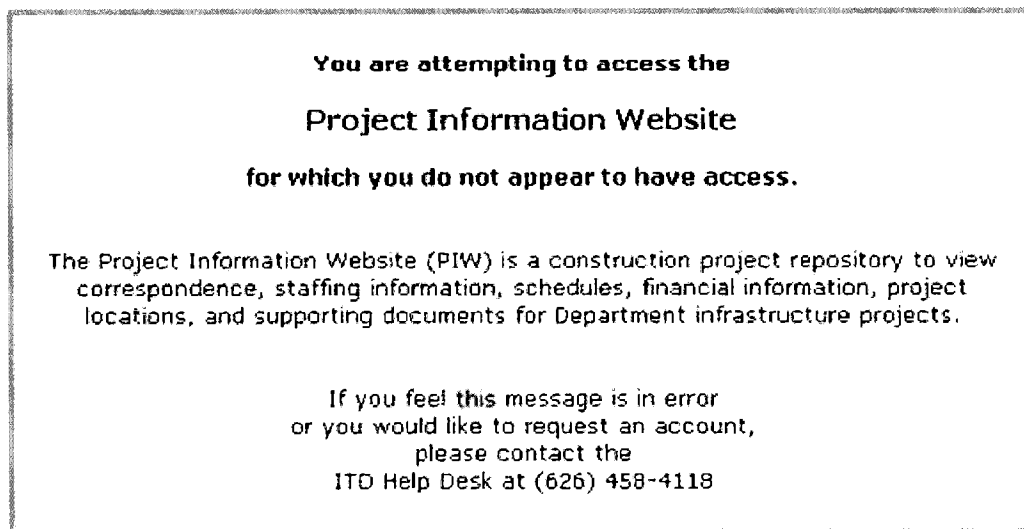 You are attempting to access the
Project Information Website
for which you do not appear to have access.
The Project Information Website (PIW) is a construction project repository to view
correspondence, staffing information, schedules, financial information, project
locations, and supporting documents for Department infrastructure projects.
If you feel this message is in error
or you would like to request an account,
please contact the
ITD Help Desk at (626) 458-4118